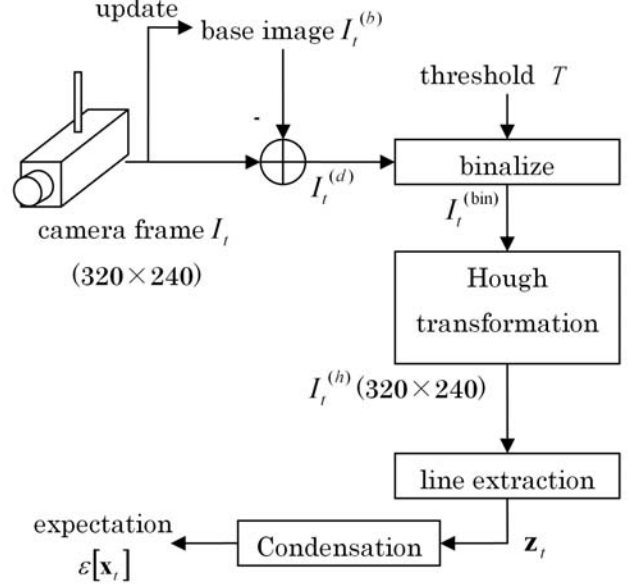 update
base image I_t^(b)
threshold T
-
binalize
I_t^(d)
I_t^(bin)
camera frame I_t
(320×240)
Hough
transformation
I_t^(h) (320×240)
line extraction
expectation
ε[x_t]
Condensation
z_t